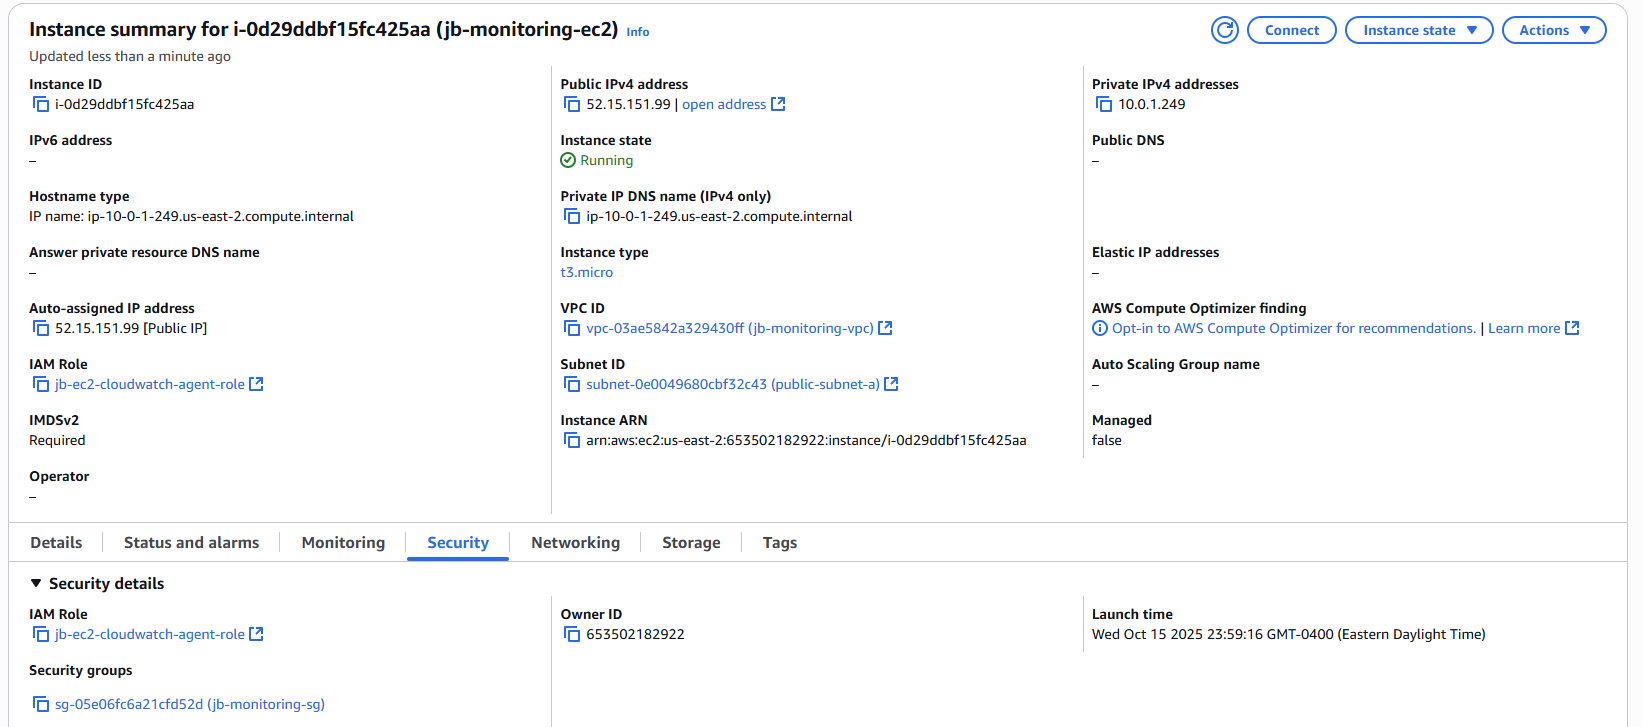 Instance summary for i-0d29ddbf15fc425aa (jb-monitoring-ec2) Info
Connect
Instance state
Actions
Updated less than a minute ago
Instance ID
i-0d29ddbf15fc425aa
Public IPv4 address
52.15.151.99 | open address
Private IPv4 addresses
10.0.1.249
IPv6 address
–
Instance state
Running
Public DNS
–
Hostname type
IP name: ip-10-0-1-249.us-east-2.compute.internal
Private IP DNS name (IPv4 only)
ip-10-0-1-249.us-east-2.compute.internal
Answer private resource DNS name
–
Instance type
t3.micro
Elastic IP addresses
–
Auto-assigned IP address
52.15.151.99 [Public IP]
VPC ID
vpc-03ae5842a329430ff (jb-monitoring-vpc)
AWS Compute Optimizer finding
Opt-in to AWS Compute Optimizer for recommendations. | Learn more
IAM Role
jb-ec2-cloudwatch-agent-role
Subnet ID
subnet-0e0049680cbf32c43 (public-subnet-a)
Auto Scaling Group name
–
IMDSv2
Required
Instance ARN
arn:aws:ec2:us-east-2:653502182922:instance/i-0d29ddbf15fc425aa
Managed
false
Operator
–
Details
Status and alarms
Monitoring
Security
Networking
Storage
Tags
Security details
IAM Role
jb-ec2-cloudwatch-agent-role
Owner ID
653502182922
Launch time
Wed Oct 15 2025 23:59:16 GMT-0400 (Eastern Daylight Time)
Security groups
sg-05e06fc6a21cfd52d (jb-monitoring-sg)